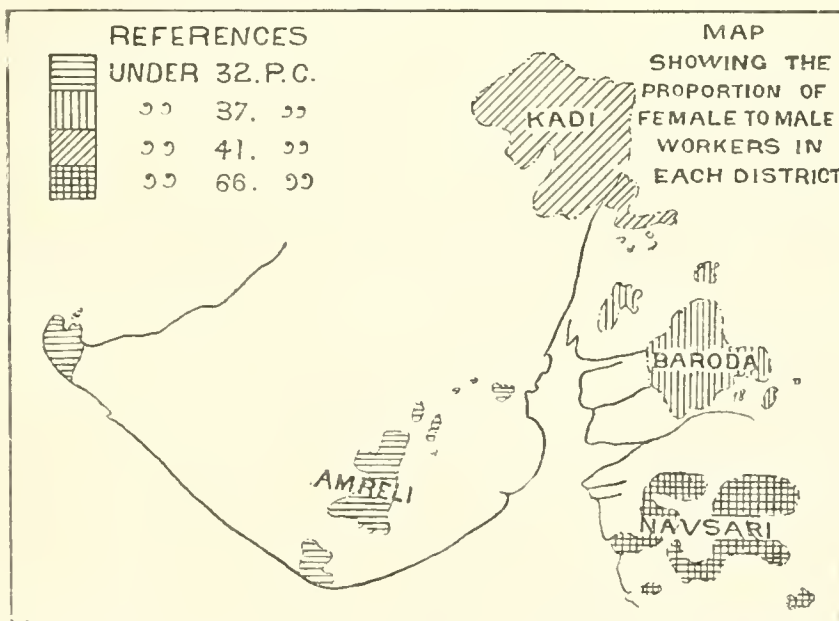 REFERENCES
UNDER 32. P.C.
" " 37. "
" " 41. "
" " 66. "
MAP
SHOWING THE
PROPORTION OF
FEMALE TO MALE
WORKERS IN
EACH DISTRICT
KADI
BARODA
AMRELI
NAVSARI